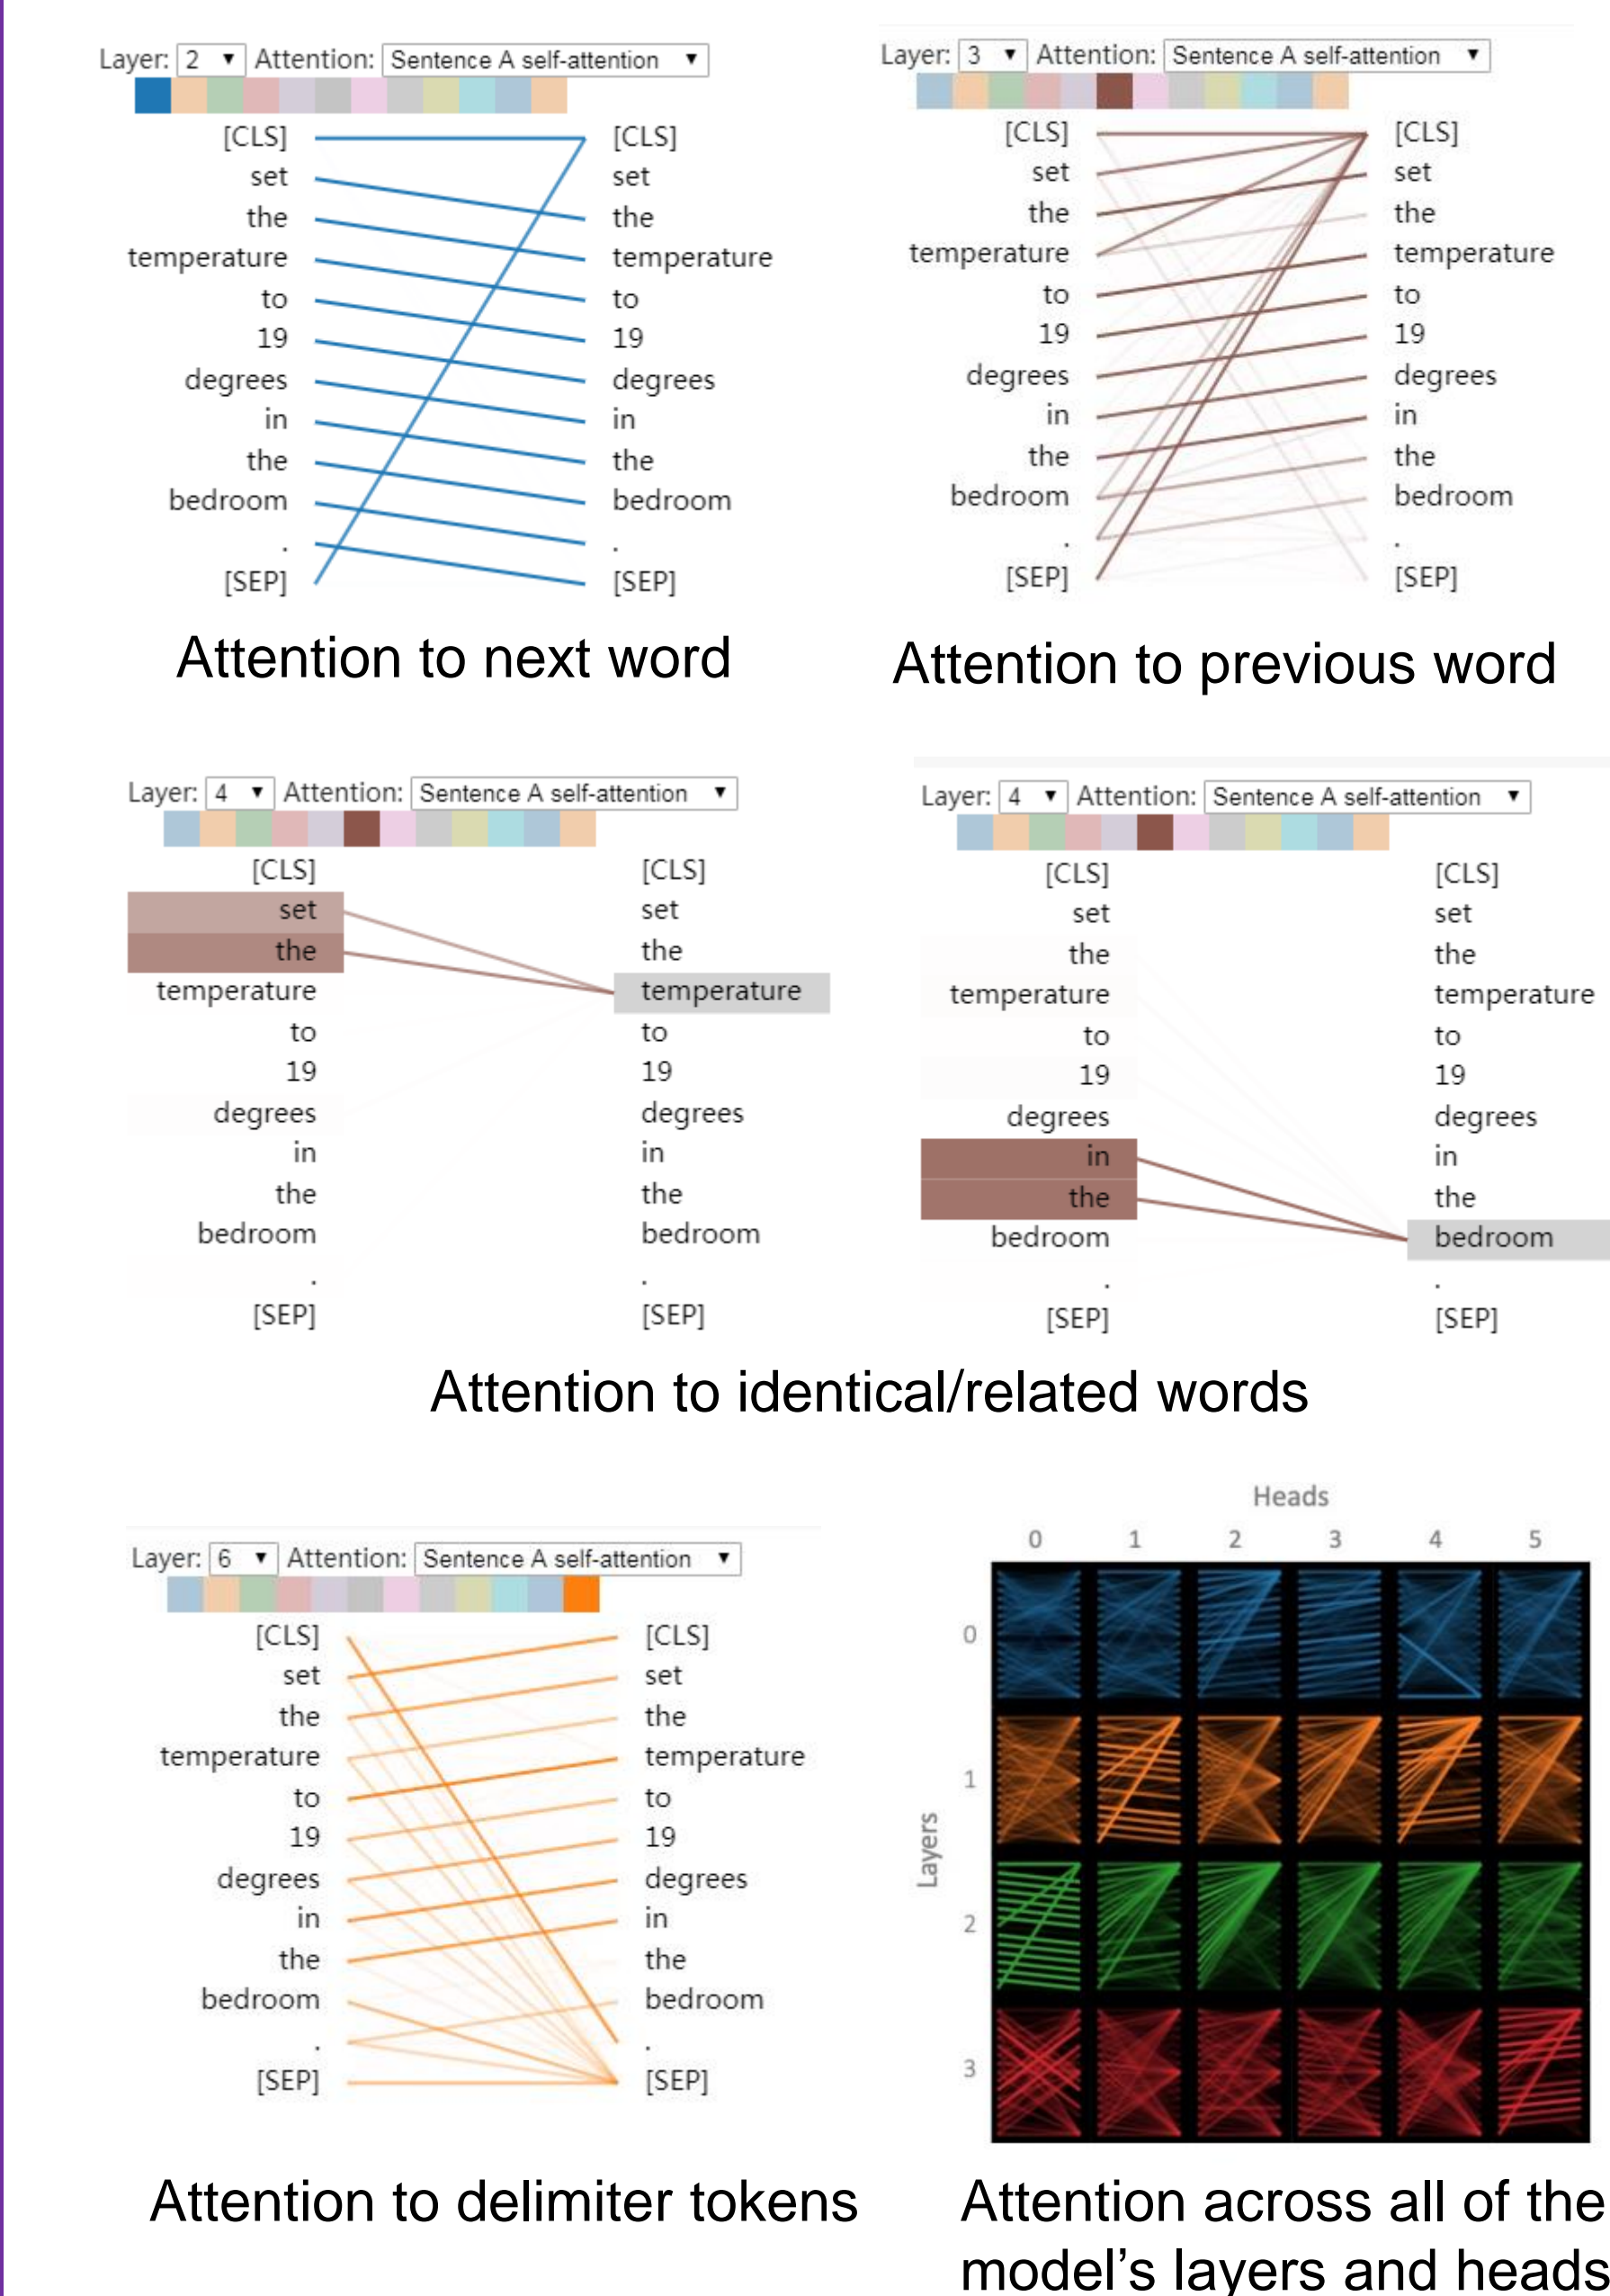 Layer: 2 ▼ Attention: Sentence A self-attention ▼
[CLS] [CLS]
set set
the the
temperature temperature
to to
19 19
degrees degrees
in in
the the
bedroom bedroom
. .
[SEP] [SEP]
Attention to next word
Layer: 3 ▼ Attention: Sentence A self-attention ▼
[CLS] [CLS]
set set
the the
temperature temperature
to to
19 19
degrees degrees
in in
the the
bedroom bedroom
. .
[SEP] [SEP]
Attention to previous word
Layer: 4 ▼ Attention: Sentence A self-attention ▼
[CLS] [CLS]
set set
the the
temperature temperature
to to
19 19
degrees degrees
in in
the the
bedroom bedroom
. .
[SEP] [SEP]
Layer: 4 ▼ Attention: Sentence A self-attention ▼
[CLS] [CLS]
set set
the the
temperature temperature
to to
19 19
degrees degrees
in in
the the
bedroom bedroom
. .
[SEP] [SEP]
Attention to identical/related words
Layer: 6 ▼ Attention: Sentence A self-attention ▼
[CLS] [CLS]
set set
the the
temperature temperature
to to
19 19
degrees degrees
in in
the the
bedroom bedroom
. .
[SEP] [SEP]
Attention to delimiter tokens
Heads
0 1 2 3 4 5
0
1
Layers
2
3
Attention across all of the
model's layers and heads